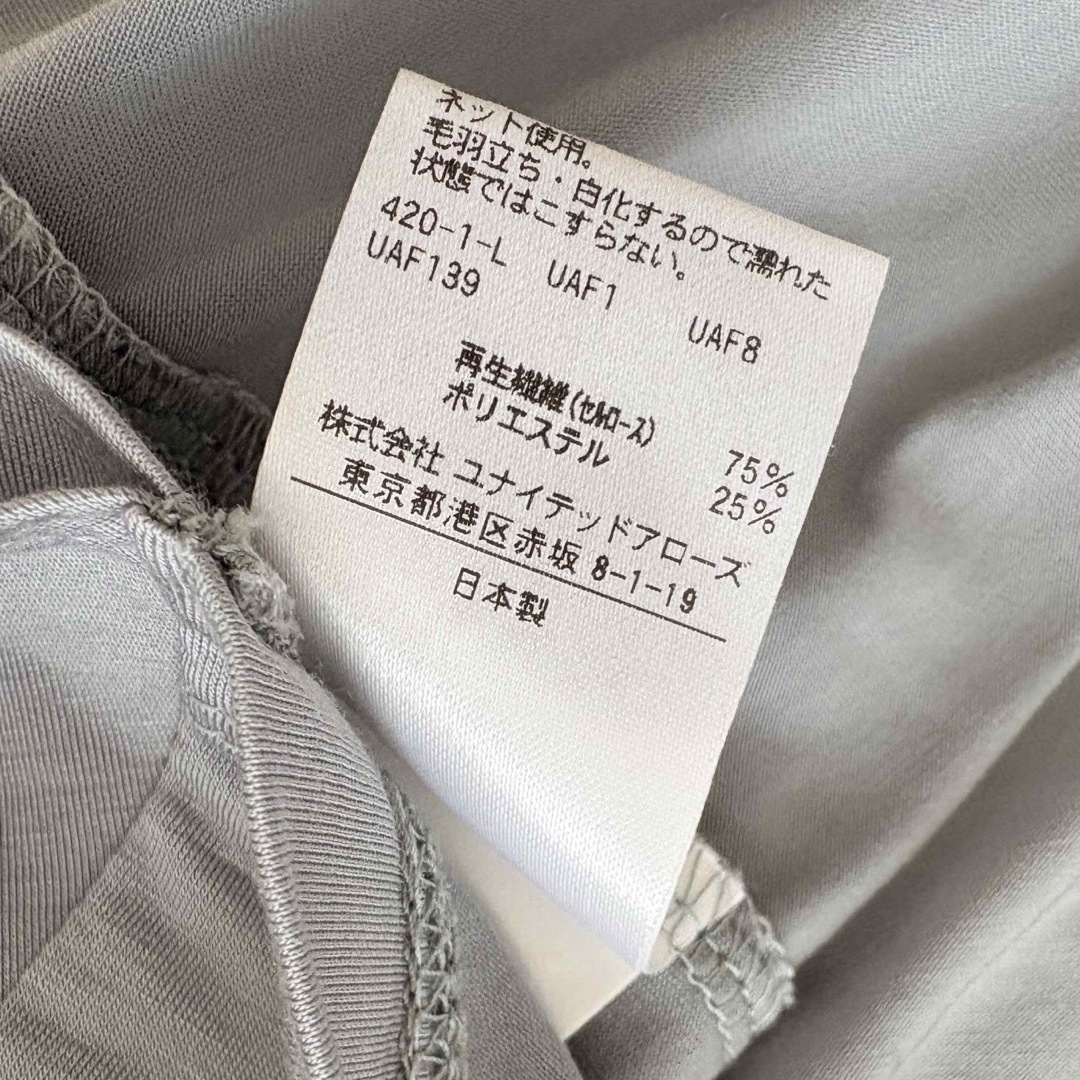 ネット使用。
毛羽立ち・白化するので濡れた
状態ではこすらない。
420-1-L UAF1 UAF8
UAF139
再生繊維(セルロース) 75%
ポリエステル 25%
株式会社 ユナイテッドアローズ
東京都港区赤坂 8-1-19
日本製